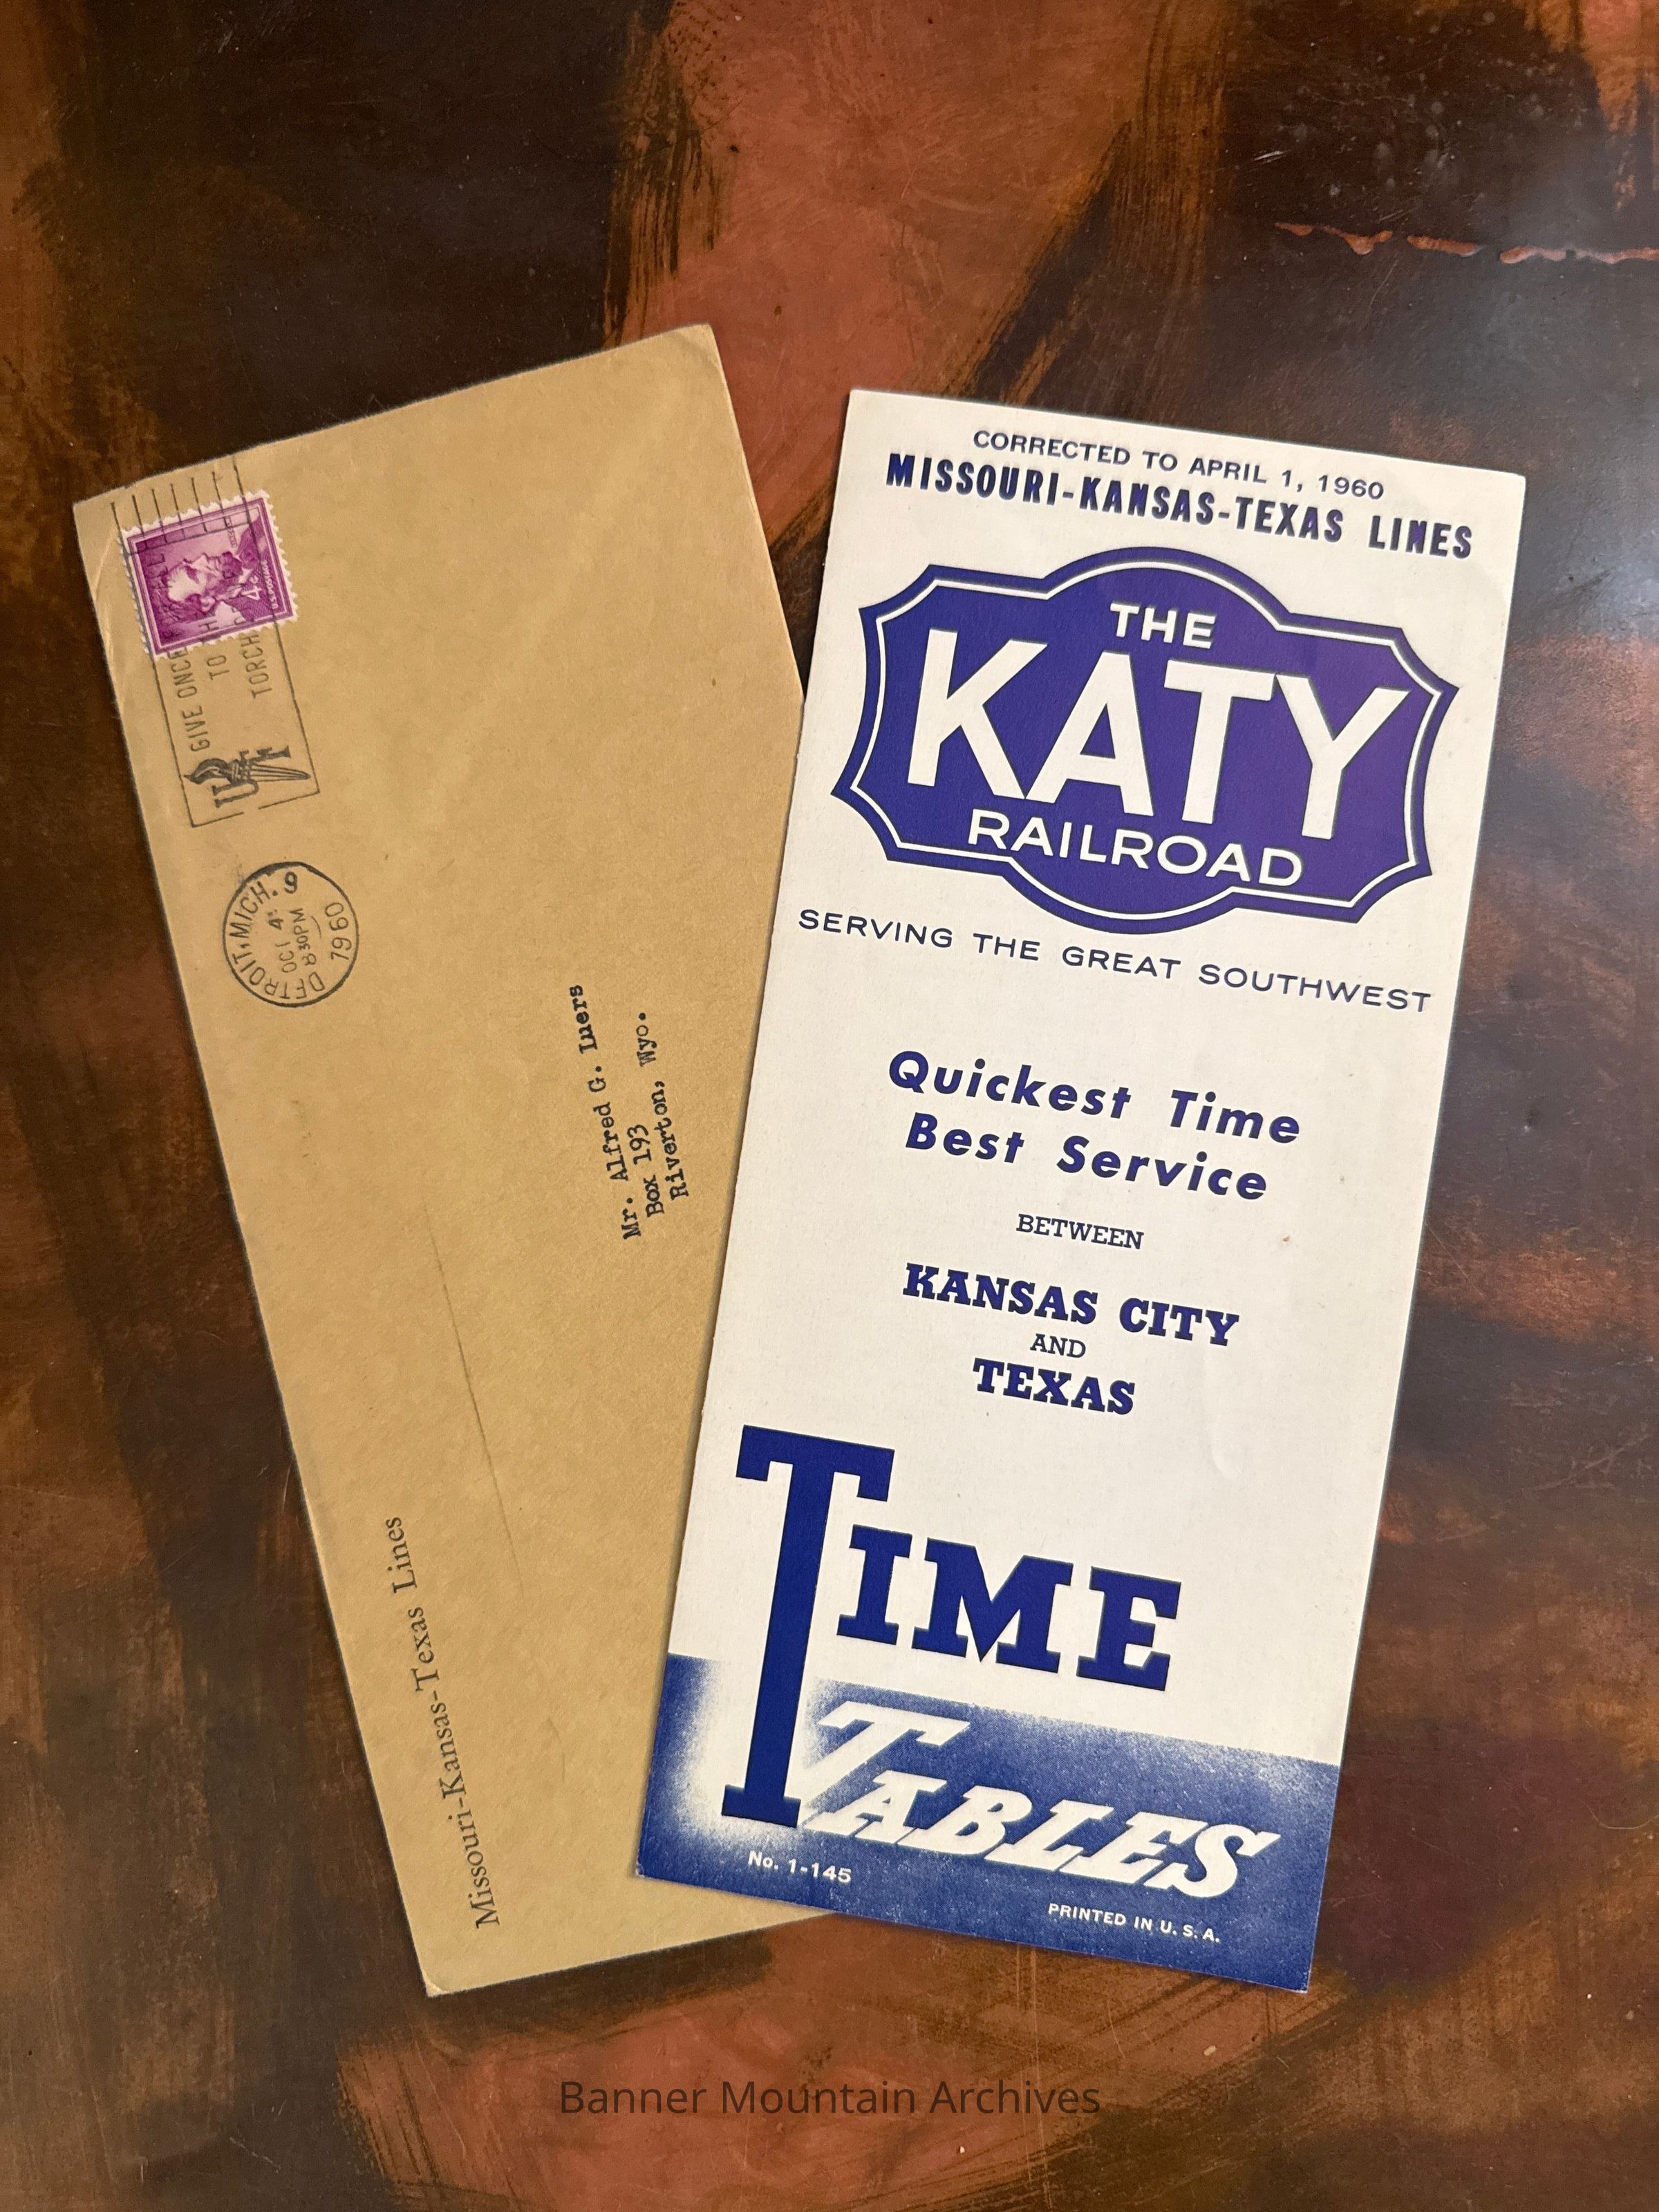 GIVE ONCE
TO
TORCH
DETROIT, MICH. 9
OCT 4
8 30 PM
1960
4¢
Mr. Alfred G. Luers
Box 193
Riverton, Wyo.
Missouri-Kansas-Texas Lines
CORRECTED TO APRIL 1, 1960
MISSOURI-KANSAS-TEXAS LINES
THE
KATY
RAILROAD
SERVING THE GREAT SOUTHWEST
Quickest Time
Best Service
BETWEEN
KANSAS CITY
AND
TEXAS
TIME
TABLES
No. 1-145
PRINTED IN U. S. A.
Banner Mountain Archives